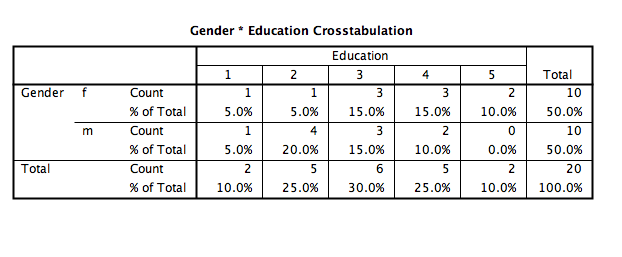 Gender * Education Crosstabulation
Education
1 2 3 4 5 Total
Gender f Count 1 1 3 3 2 10
% of Total 5.0% 5.0% 15.0% 15.0% 10.0% 50.0%
m Count 1 4 3 2 0 10
% of Total 5.0% 20.0% 15.0% 10.0% 0.0% 50.0%
Total Count 2 5 6 5 2 20
% of Total 10.0% 25.0% 30.0% 25.0% 10.0% 100.0%